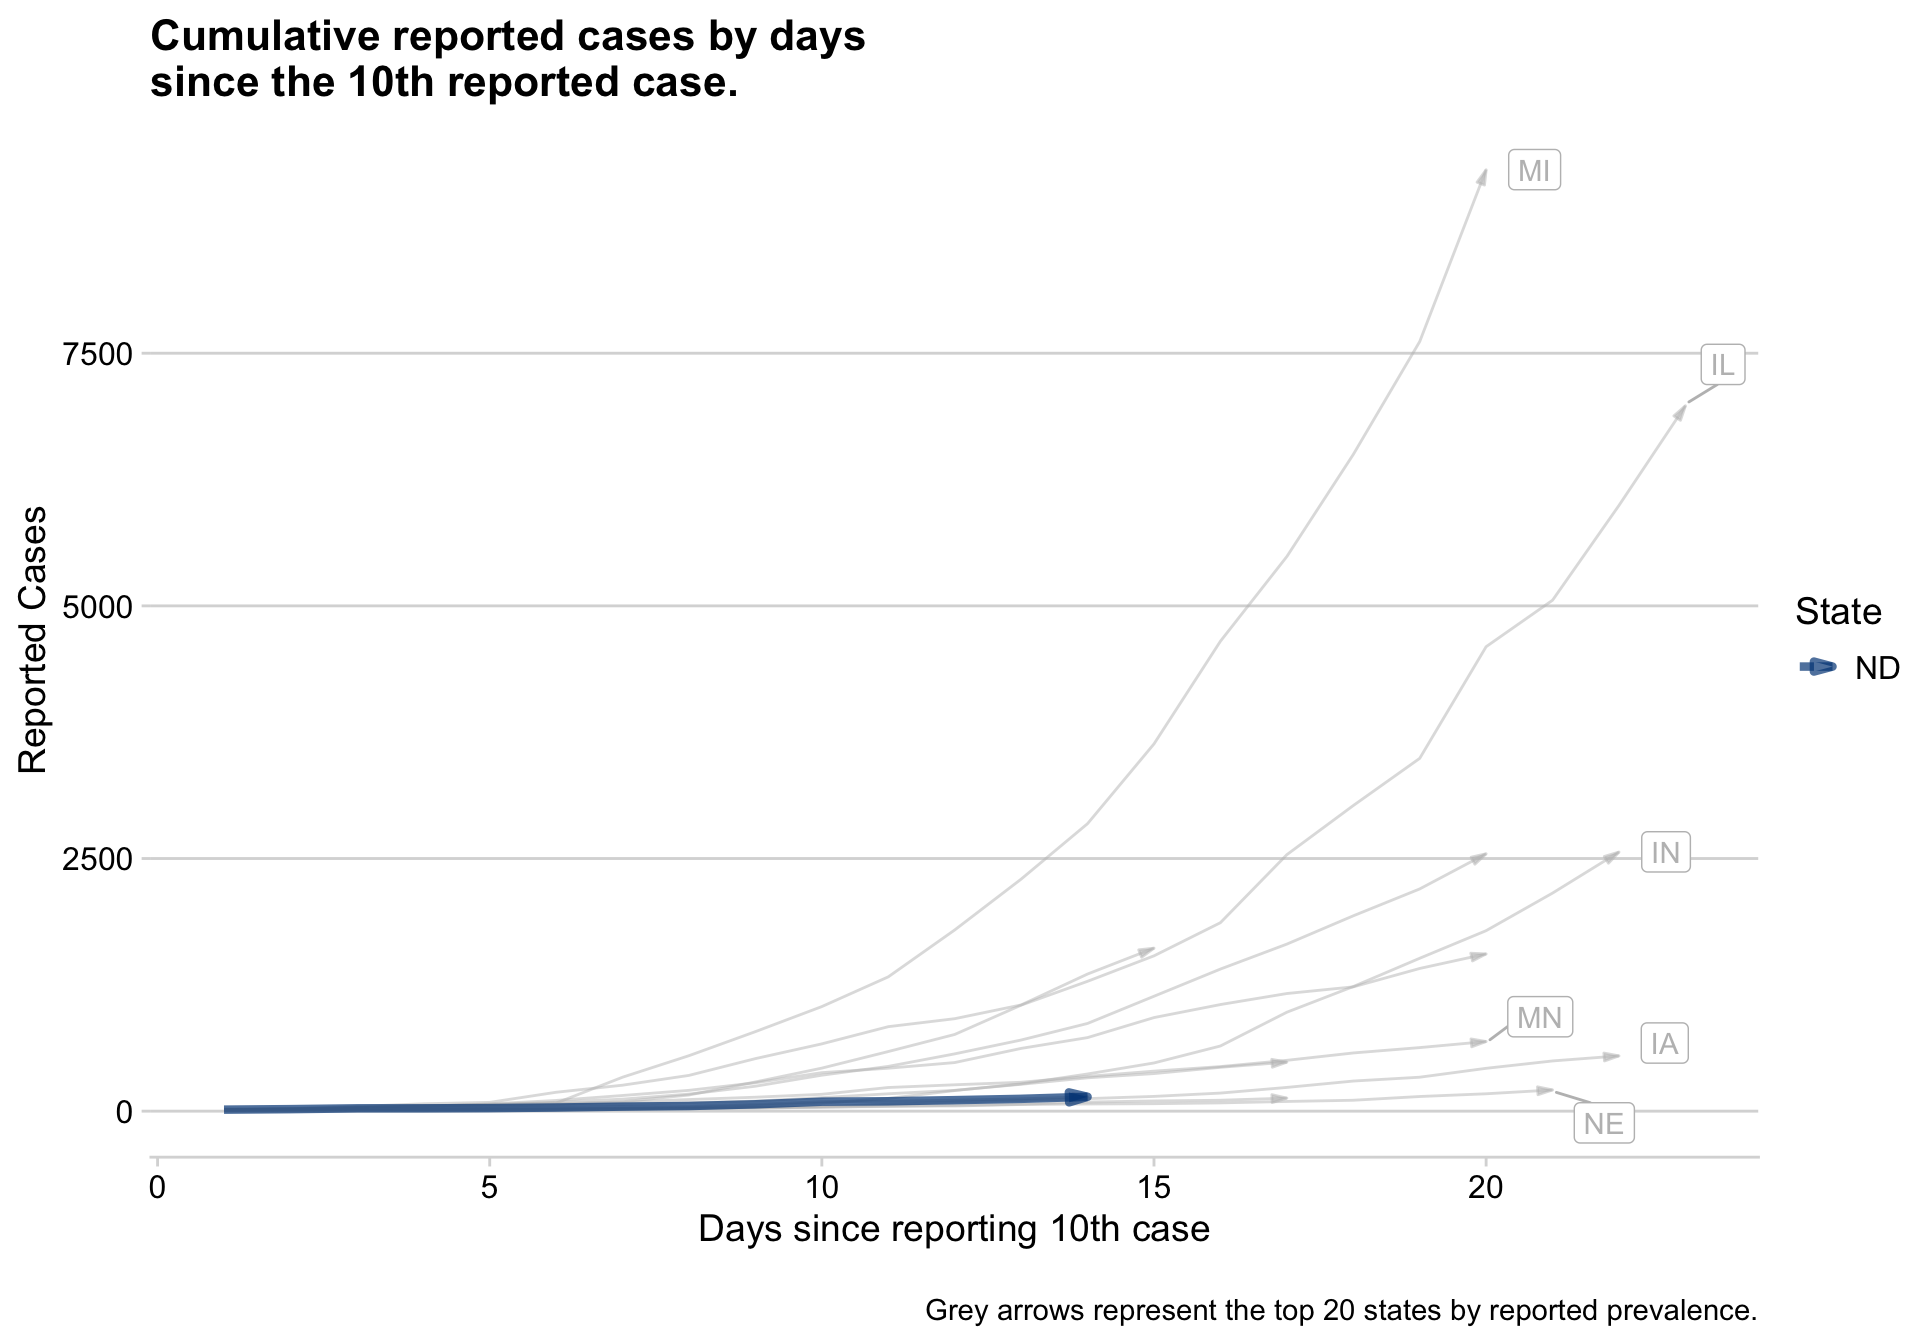 Cumulative reported cases by days
since the 10th reported case.
MI
7500
IL
Reported Cases
5000
State
ND
2500
IN
MN
IA
0
NE
0 5 10 15 20
Days since reporting 10th case
Grey arrows represent the top 20 states by reported prevalence.